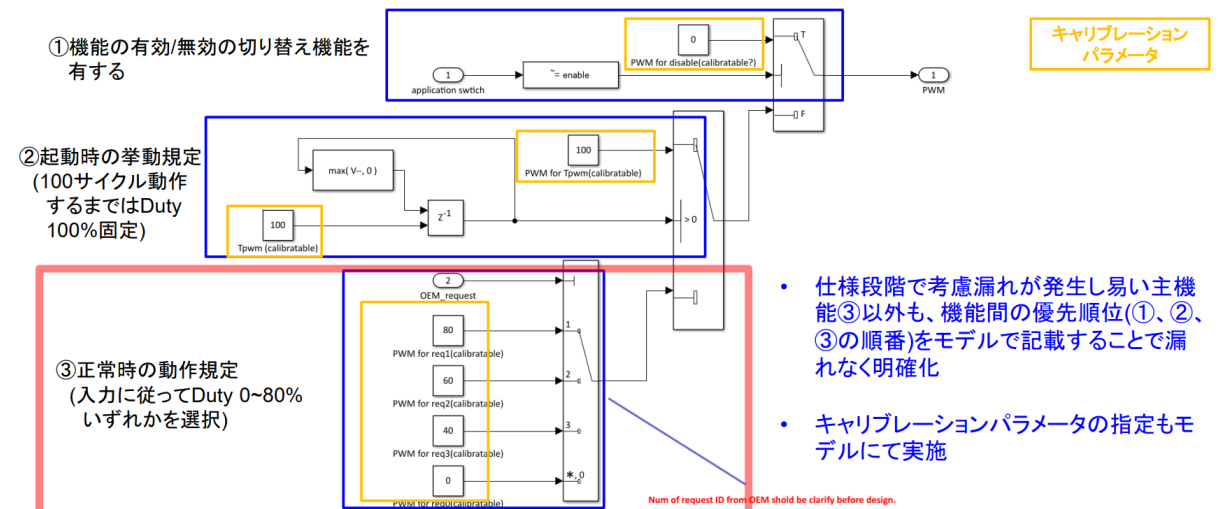 ①機能の有効/無効の切り替え機能を
有する
0
PWM for disable(calibratable?)
1
application swtich
~= enable
T
F
1
PWM
キャリブレーション
パラメータ
②起動時の挙動規定
(100サイクル動作
するまではDuty
100%固定)
max( V--, 0 )
100
PWM for Tpwm(calibratable)
100
Tpwm (calibratable)
Z-1
> 0
③正常時の動作規定
(入力に従ってDuty 0~80%
いずれかを選択)
2
OEM_request
80
PWM for req1(calibratable)
60
PWM for req2(calibratable)
40
PWM for req3(calibratable)
0
PWM for req0(calibratable)
1
2
3
*, 0
• 仕様段階で考慮漏れが発生し易い主機
能③以外も、機能間の優先順位(①、②、
③の順番)をモデルで記載することで漏
れなく明確化
• キャリブレーションパラメータの指定もモ
デルにて実施
Num of request ID from OEM shold be clarify before design.